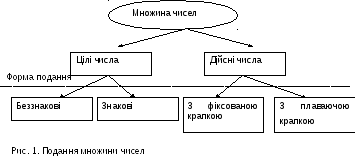 Множина чисел
Цілі числа
Дійсні числа
Форма подання
Беззнакові
Знакові
З фіксованою
крапкою
З плаваючою
крапкою
Рис. 1. Подання множини чисел